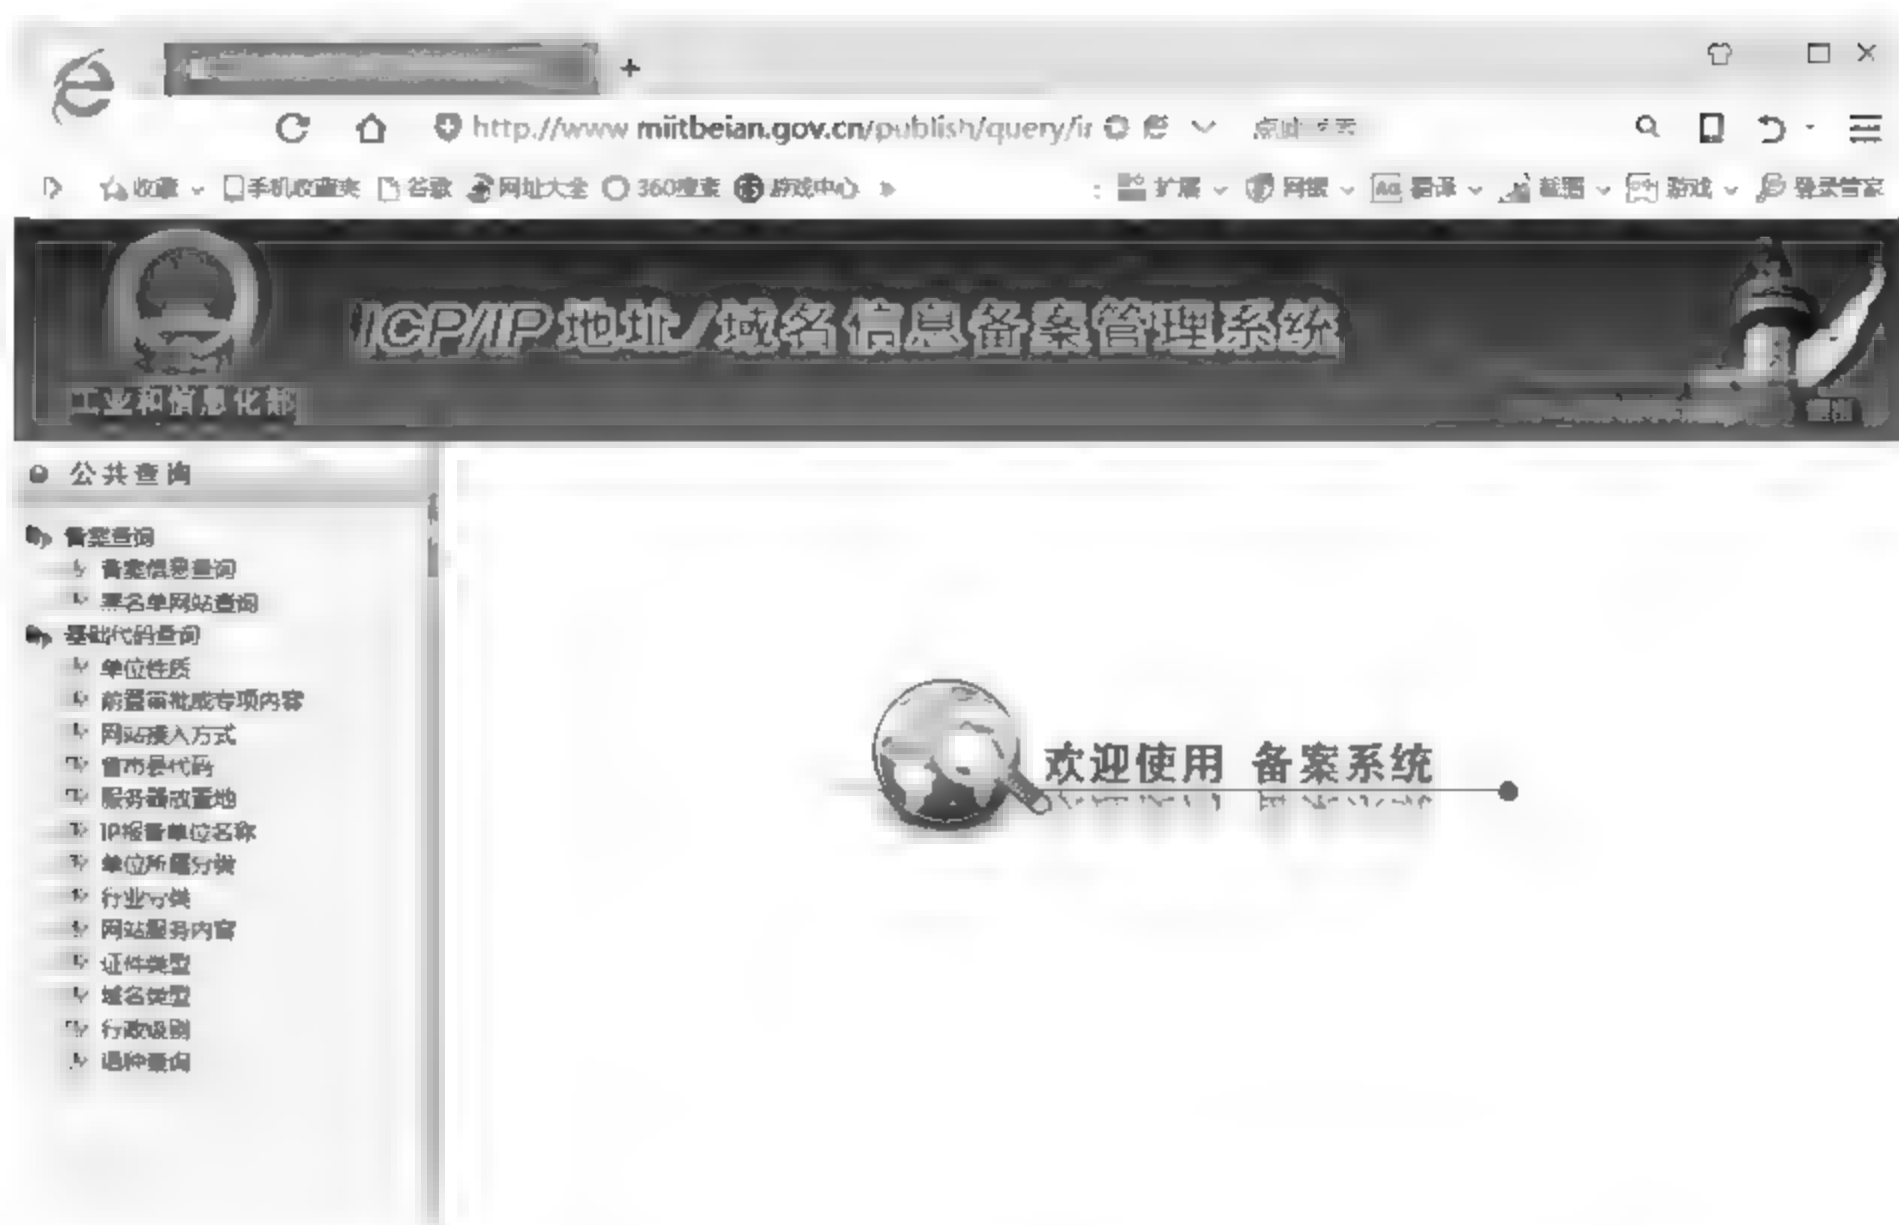 http://www.miitbeian.gov.cn/publish/query/ir
收藏 手机收藏夹 谷歌 网址大全 360搜索 游戏中心 » 扩展 网银 翻译 截图 游戏 登录管家
ICP/IP地址/域名信息备案管理系统
工业和信息化部
公共查询
备案查询
备案信息查询
黑名单网站查询
基础代码查询
单位性质
前置审批或专项内容
网站接入方式
省市县代码
服务器放置地
IP报备单位名称
单位所属分类
行业分类
网站服务内容
证件类型
域名类型
行政级别
语种查询
欢迎使用 备案系统